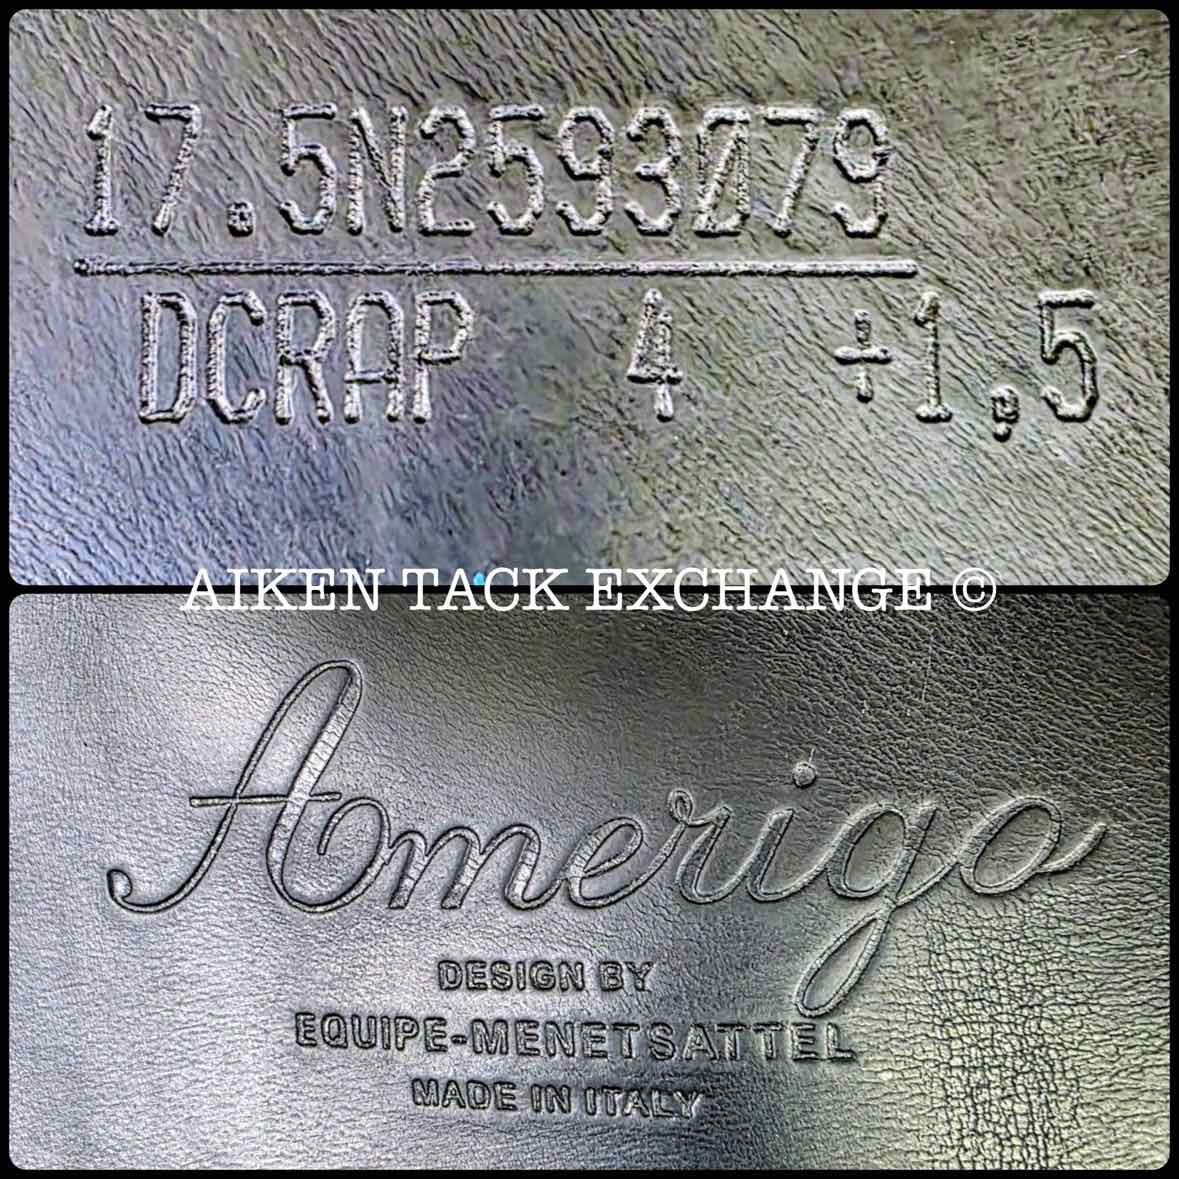 17.5N2593079
DCRAP 4 +1,5
AIKEN TACK EXCHANGE ©
Amerigo
DESIGN BY
EQUIPE-MENETSATTEL
MADE IN ITALY